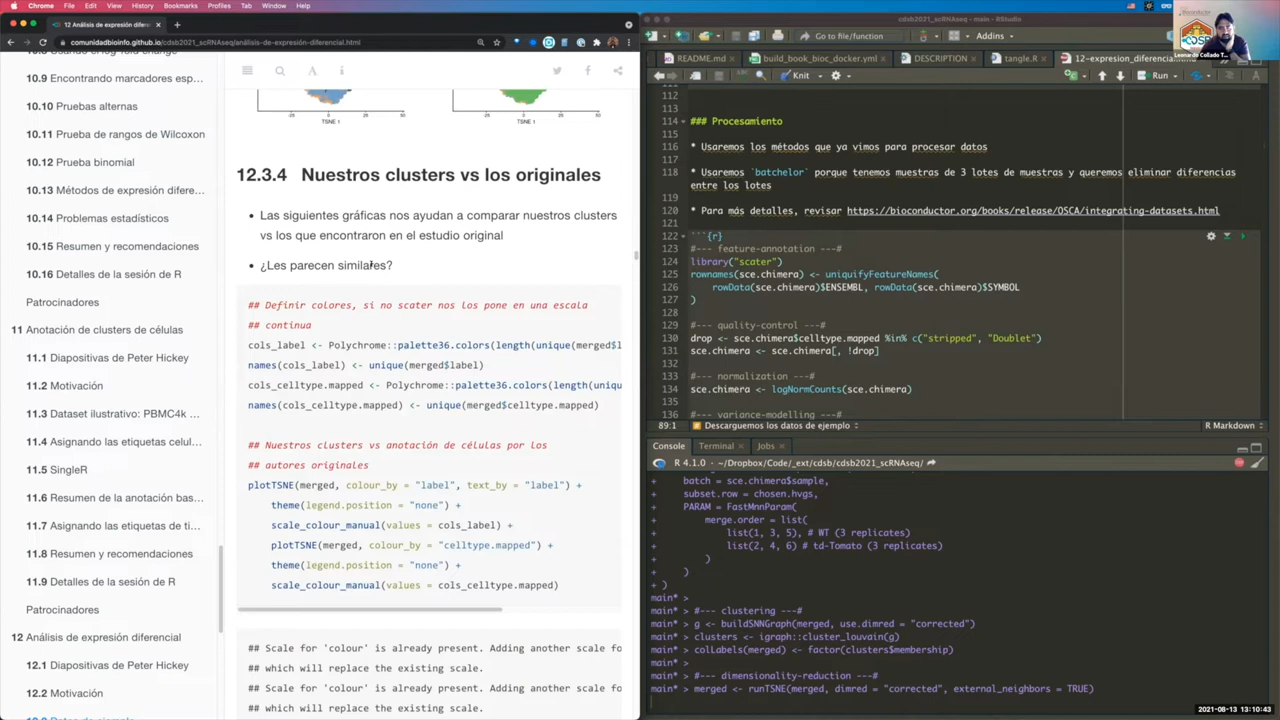 Chrome File Edit View History Bookmarks Profiles Tab Window Help
12 Análisis de expresión difere
comunidadbioinfo.github.io/cdsb2021_scRNAseq/análisis-de-expresión-diferencial.html
10.9 Encontrando marcadores esp…
10.10 Pruebas alternas
10.11 Prueba de rangos de Wilcoxon
10.12 Prueba binomial
10.13 Métodos de expresión difere…
10.14 Problemas estadísticos
10.15 Resumen y recomendaciones
10.16 Detalles de la sesión de R
Patrocinadores
11 Anotación de clusters de células
11.1 Diapositivas de Peter Hickey
11.2 Motivación
11.3 Dataset ilustrativo: PBMC4k …
11.4 Asignando las etiquetas celul…
11.5 SingleR
11.6 Resumen de la anotación bas…
11.7 Asignando las etiquetas de ti…
11.8 Resumen y recomendaciones
11.9 Detalles de la sesión de R
Patrocinadores
12 Análisis de expresión diferencial
12.1 Diapositivas de Peter Hickey
12.2 Motivación
-25 0 25 50
TSNE 1
-25 0 25 50
TSNE 1
12.3.4 Nuestros clusters vs los originales
• Las siguientes gráficas nos ayudan a comparar nuestros clusters
vs los que encontraron en el estudio original
• ¿Les parecen similares?
## Definir colores, si no scater nos los pone en una escala
## continua
cols_label <- Polychrome::palette36.colors(length(unique(merged$l
names(cols_label) <- unique(merged$label)
cols_celltype.mapped <- Polychrome::palette36.colors(length(uniqu
names(cols_celltype.mapped) <- unique(merged$celltype.mapped)
## Nuestros clusters vs anotación de células por los
## autores originales
plotTSNE(merged, colour_by = "label", text_by = "label") +
theme(legend.position = "none") +
scale_colour_manual(values = cols_label) +
plotTSNE(merged, colour_by = "celltype.mapped") +
theme(legend.position = "none") +
scale_colour_manual(values = cols_celltype.mapped)
## Scale for 'colour' is already present. Adding another scale fo
## which will replace the existing scale.
## Scale for 'colour' is already present. Adding another scale fo
## which will replace the existing scale.
cdsb2021_scRNAseq - main - RStudio
Go to file/function
Addins
README.md
build_book_bioc_docker.yml
DESCRIPTION
tangle.R
12-expresion_diferencial.Rmd
Knit
Run
112
113
114 ### Procesamiento
115
116 * Usaremos los métodos que ya vimos para procesar datos
117
118 * Usaremos `batchelor` porque tenemos muestras de 3 lotes de muestras y queremos eliminar diferencias
entre los lotes
119
120 * Para más detalles, revisar https://bioconductor.org/books/release/OSCA/integrating-datasets.html
121
122 ```{r}
123 #--- feature-annotation ---#
124 library("scater")
125 rownames(sce.chimera) <- uniquifyFeatureNames(
126 rowData(sce.chimera)$ENSEMBL, rowData(sce.chimera)$SYMBOL
127 )
128
129 #--- quality-control ---#
130 drop <- sce.chimera$celltype.mapped %in% c("stripped", "Doublet")
131 sce.chimera <- sce.chimera[, !drop]
132
133 #--- normalization ---#
134 sce.chimera <- logNormCounts(sce.chimera)
135
136 #--- variance-modelling ---#
89:1 Descarguemos los datos de ejemplo R Markdown
Console Terminal Jobs
R 4.1.0 · ~/Dropbox/Code/_ext/cdsb/cdsb2021_scRNAseq/
+ batch = sce.chimera$sample,
+ subset.row = chosen.hvgs,
+ PARAM = FastMnnParam(
+ merge.order = list(
+ list(1, 3, 5), # WT (3 replicates)
+ list(2, 4, 6) # td-Tomato (3 replicates)
+ )
+ )
+ )
main* >
main* > #--- clustering ---#
main* > g <- buildSNNGraph(merged, use.dimred = "corrected")
main* > clusters <- igraph::cluster_louvain(g)
main* > colLabels(merged) <- factor(clusters$membership)
main* >
main* > #--- dimensionality-reduction ---#
main* > merged <- runTSNE(merged, dimred = "corrected", external_neighbors = TRUE)
Leonardo Collado T…
2021-08-13 13:10:43